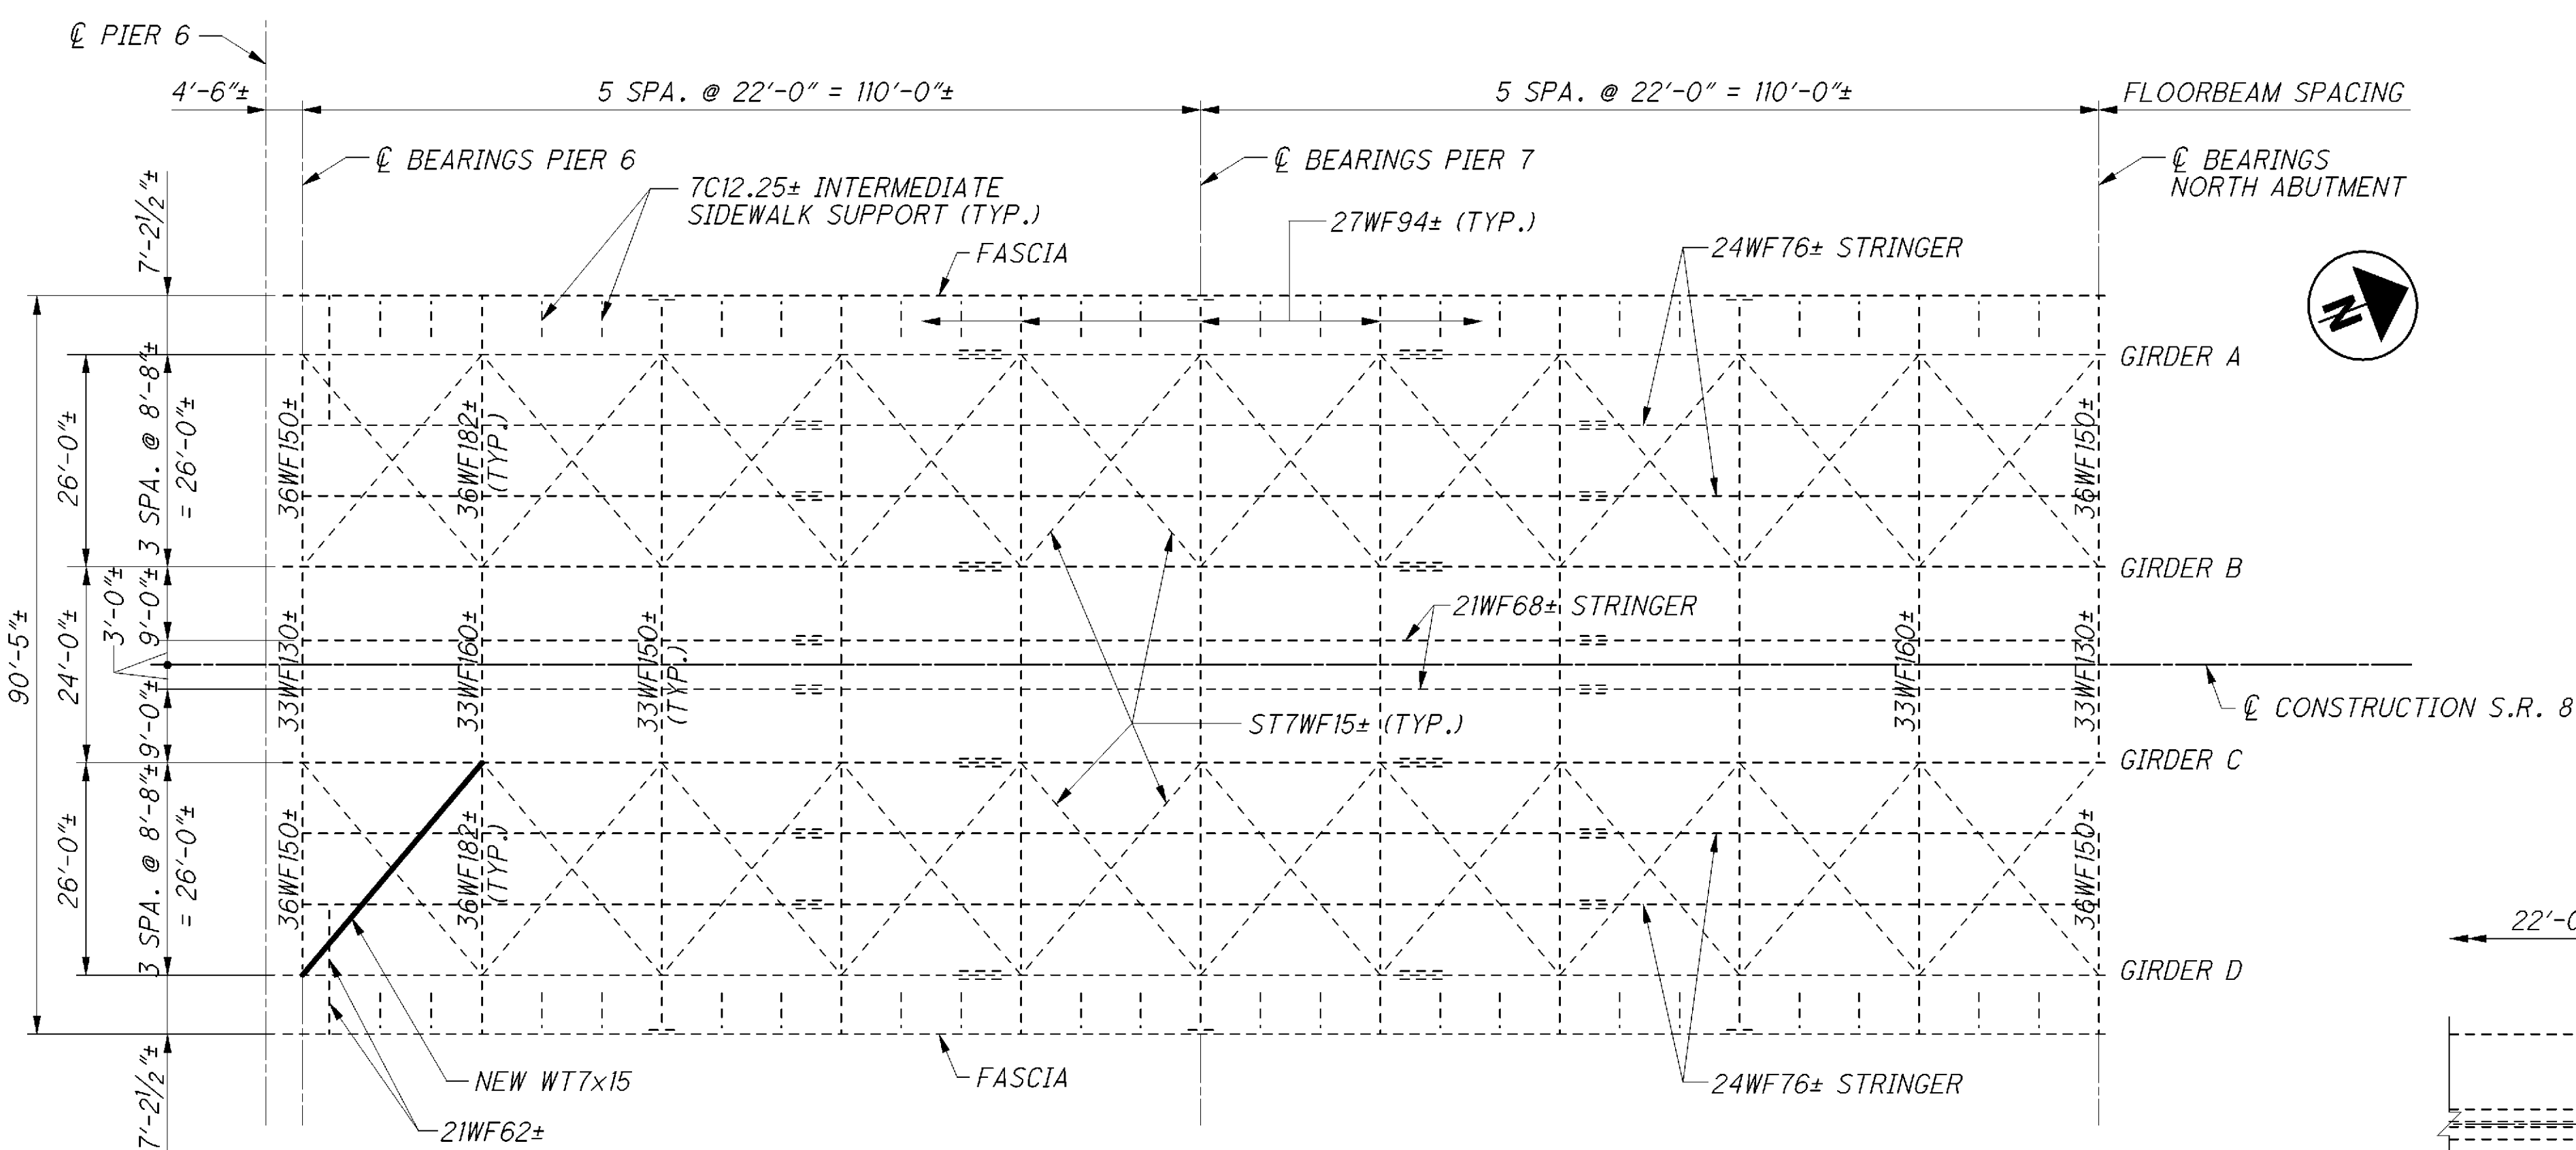 ℄ PIER 6
4'-6"±
5 SPA. @ 22'-0" = 110'-0"±
5 SPA. @ 22'-0" = 110'-0"±
FLOORBEAM SPACING
℄ BEARINGS PIER 6
℄ BEARINGS PIER 7
℄ BEARINGS
NORTH ABUTMENT
7C12.25± INTERMEDIATE
SIDEWALK SUPPORT (TYP.)
27WF94± (TYP.)
FASCIA
24WF76± STRINGER
N
7'-2½"±
GIRDER A
3 SPA. @ 8'-8"±
= 26'-0"±
26'-0"±
36WF150±
36WF182±
(TYP.)
36WF150±
GIRDER B
90'-5"±
24'-0"±
3'-0"±
9'-0"±
9'-0"±
21WF68± STRINGER
33WF130±
33WF160±
33WF150±
(TYP.)
33WF160±
33WF130±
℄ CONSTRUCTION S.R. 8
ST7WF15± (TYP.)
GIRDER C
26'-0"±
3 SPA. @ 8'-8"±
= 26'-0"±
36WF150±
36WF182±
(TYP.)
36WF150±
22'-0
GIRDER D
7'-2½"±
NEW WT7x15
21WF62±
FASCIA
24WF76± STRINGER